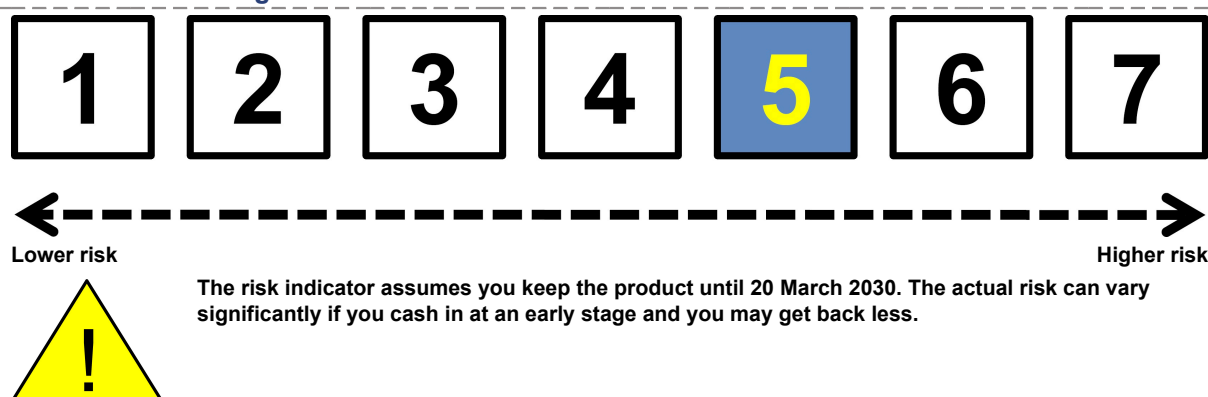 1 2 3 4 5 6 7
Lower risk Higher risk
!
The risk indicator assumes you keep the product until 20 March 2030. The actual risk can vary
significantly if you cash in at an early stage and you may get back less.